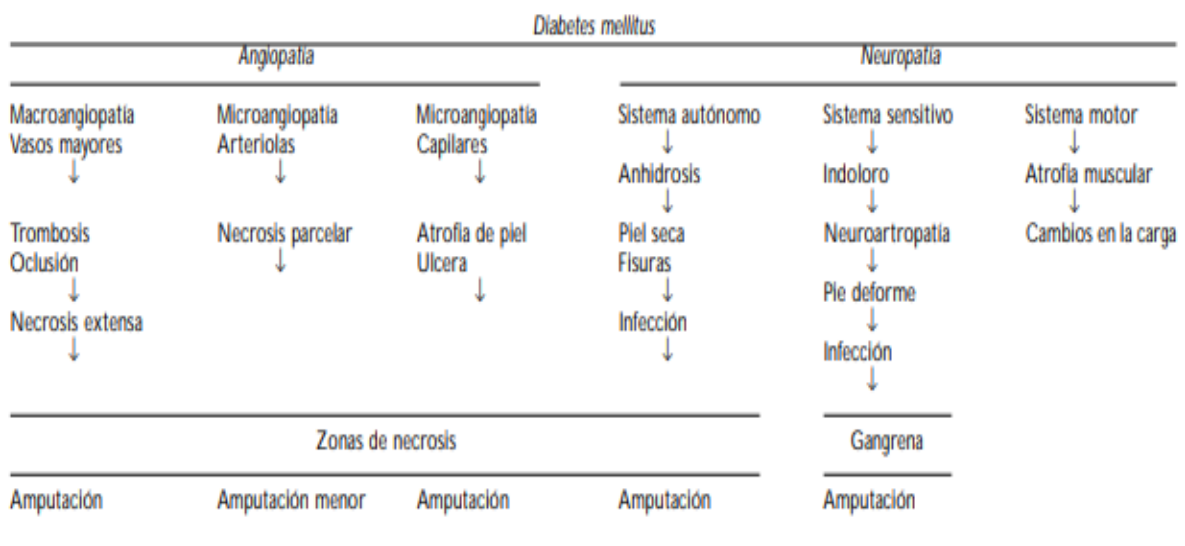 Diabetes mellitus
Angiopatía Neuropatía
Macroangiopatía Microangiopatía Microangiopatía Sistema autónomo Sistema sensitivo Sistema motor
Vasos mayores Arteriolas Capilares ↓ ↓ ↓
↓ ↓ ↓ Anhidrosis Indoloro Atrofia muscular
↓ ↓ ↓
Trombosis Necrosis parcelar Atrofia de piel Piel seca Neuroartropatía Cambios en la carga
Oclusión ↓ Ulcera Fisuras ↓
↓ ↓ ↓ Pie deforme
Necrosis extensa Infección ↓
↓ ↓ Infección
↓
Zonas de necrosis Gangrena
Amputación Amputación menor Amputación Amputación Amputación